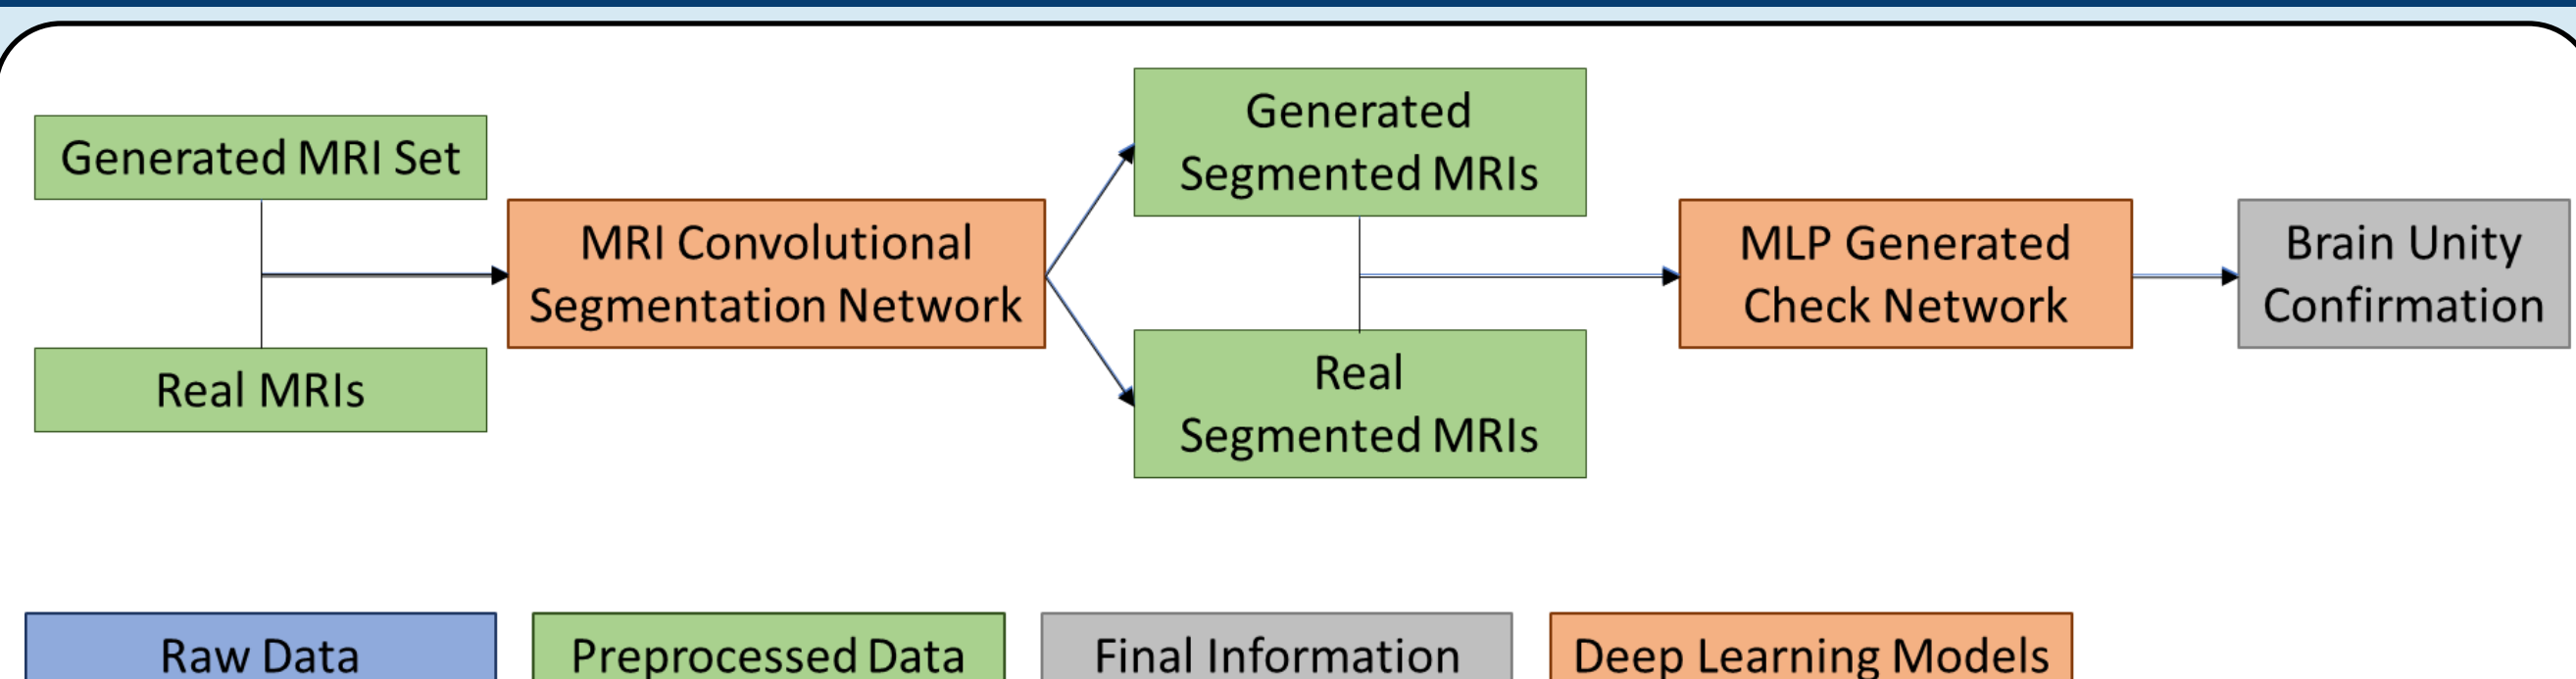 Generated MRI Set
Real MRIs
MRI Convolutional
Segmentation Network
Generated
Segmented MRIs
Real
Segmented MRIs
MLP Generated
Check Network
Brain Unity
Confirmation
Raw Data
Preprocessed Data
Final Information
Deep Learning Models